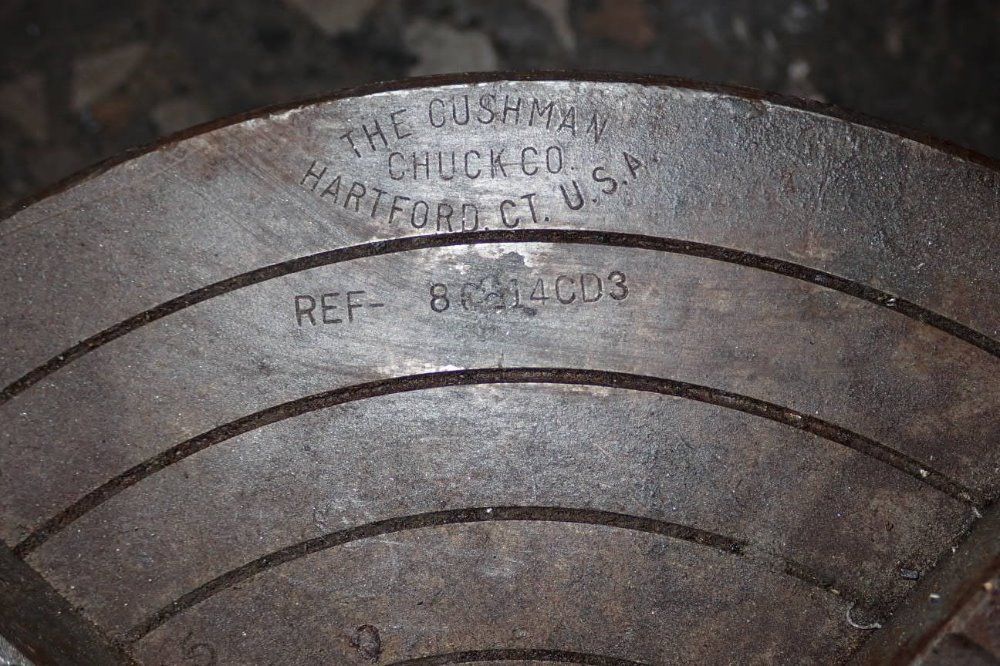 THE CUSHMAN
CHUCK CO.
HARTFORD, CT. U.S.A.
REF-